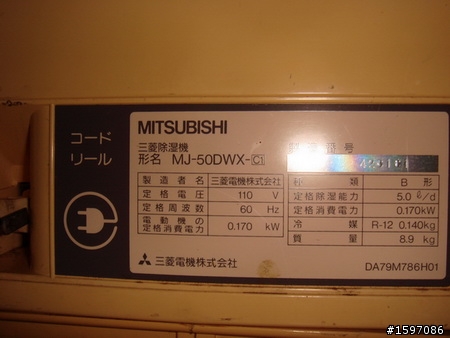 コード
リール
MITSUBISHI
三菱除湿機
形名 MJ-50DWX-C1
番号
製造者名 三菱電機株式会社
定格電圧 110 V
定格周波数 60 Hz
電動機の
定格消費電力 0.170 kW
種類 B 形
定格除湿能力 5.0 ℓ/d
定格消費電力 0.170kW
冷媒 R-12 0.140kg
質量 8.9 kg
三菱電機株式会社
DA79M786H01
#1597086